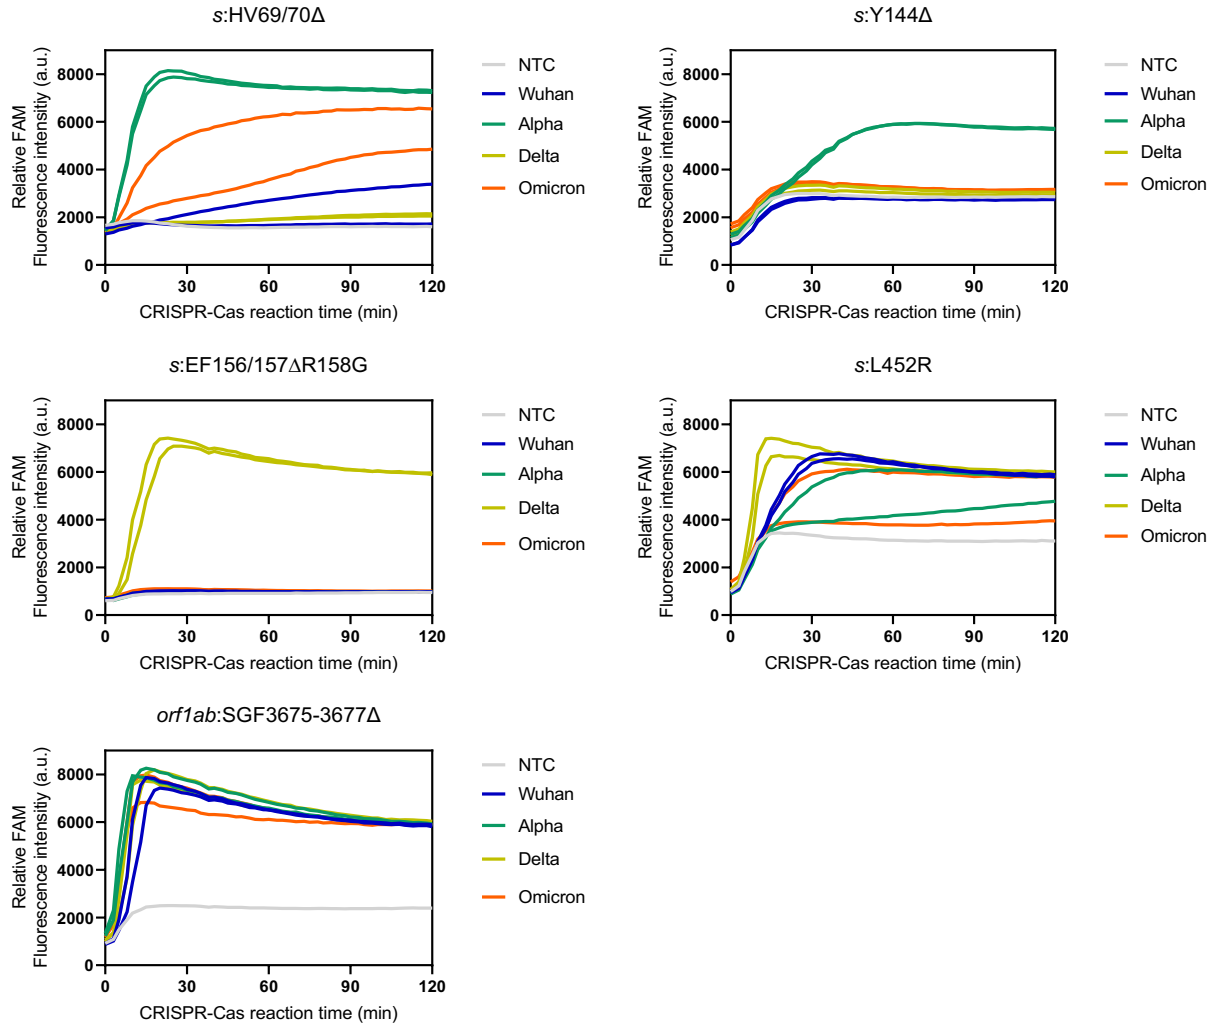 s:HV69/70Δ
Relative FAM
Fluorescence intensitiy (a.u.)
8000
6000
4000
2000
0
0 30 60 90 120
CRISPR-Cas reaction time (min)
NTC
Wuhan
Alpha
Delta
Omicron
s:Y144Δ
Relative FAM
Fluorescence intensitiy (a.u.)
8000
6000
4000
2000
0
0 30 60 90 120
CRISPR-Cas reaction time (min)
NTC
Wuhan
Alpha
Delta
Omicron
s:EF156/157ΔR158G
Relative FAM
Fluorescence intensitiy (a.u.)
8000
6000
4000
2000
0
0 30 60 90 120
CRISPR-Cas reaction time (min)
NTC
Wuhan
Alpha
Delta
Omicron
s:L452R
Relative FAM
Fluorescence intensitiy (a.u.)
8000
6000
4000
2000
0
0 30 60 90 120
CRISPR-Cas reaction time (min)
NTC
Wuhan
Alpha
Delta
Omicron
orf1ab:SGF3675-3677Δ
Relative FAM
Fluorescence intensitiy (a.u.)
8000
6000
4000
2000
0
0 30 60 90 120
CRISPR-Cas reaction time (min)
NTC
Wuhan
Alpha
Delta
Omicron